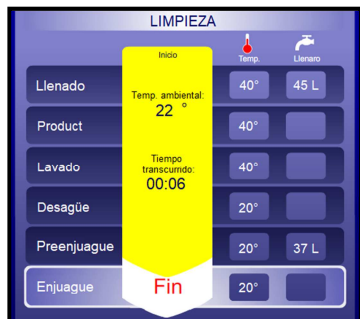 LIMPIEZA
Inicio
Temp.
Llenaro
Temp. ambiental:
22 °
Tiempo
transcurrido:
00:06
Llenado 40° 45 L
Product 40°
Lavado 40°
Desagüe 20°
Preenjuague 20° 37 L
Enjuague Fin 20°